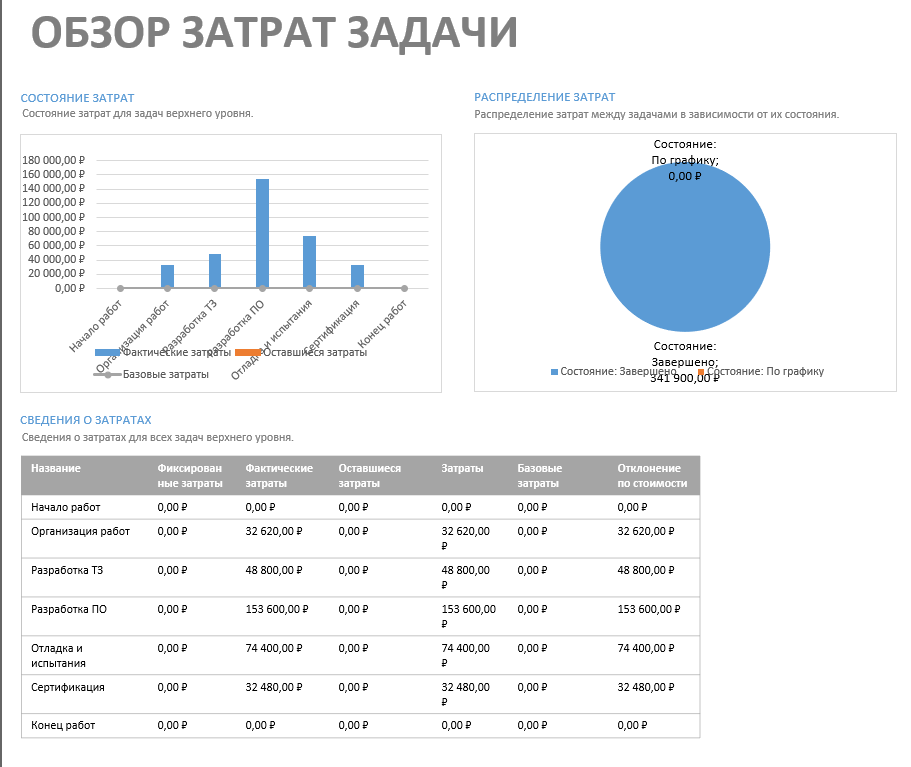 ОБЗОР ЗАТРАТ ЗАДАЧИ
СОСТОЯНИЕ ЗАТРАТ
Состояние затрат для задач верхнего уровня.
180 000,00 ₽
160 000,00 ₽
140 000,00 ₽
120 000,00 ₽
100 000,00 ₽
80 000,00 ₽
60 000,00 ₽
40 000,00 ₽
20 000,00 ₽
0,00 ₽
Начало работ
Организация работ
Разработка ТЗ
Разработка ПО
Отладка и испытания
Сертификация
Конец работ
Фактические затраты
Оставшиеся затраты
Базовые затраты
РАСПРЕДЕЛЕНИЕ ЗАТРАТ
Распределение затрат между задачами в зависимости от их состояния.
Состояние:
По графику;
0,00 ₽
Состояние:
Завершено;
341 900,00 ₽
Состояние: Завершено
Состояние: По графику
СВЕДЕНИЯ О ЗАТРАТАХ
Сведения о затратах для всех задач верхнего уровня.
Название Фиксирован Фактические Оставшиеся Затраты Базовые Отклонение
ные затраты затраты затраты затраты по стоимости
Начало работ 0,00 ₽ 0,00 ₽ 0,00 ₽ 0,00 ₽ 0,00 ₽ 0,00 ₽
Организация работ 0,00 ₽ 32 620,00 ₽ 0,00 ₽ 32 620,00 0,00 ₽ 32 620,00 ₽
₽
Разработка ТЗ 0,00 ₽ 48 800,00 ₽ 0,00 ₽ 48 800,00 0,00 ₽ 48 800,00 ₽
₽
Разработка ПО 0,00 ₽ 153 600,00 ₽ 0,00 ₽ 153 600,00 0,00 ₽ 153 600,00 ₽
₽
Отладка и 0,00 ₽ 74 400,00 ₽ 0,00 ₽ 74 400,00 0,00 ₽ 74 400,00 ₽
испытания ₽
Сертификация 0,00 ₽ 32 480,00 ₽ 0,00 ₽ 32 480,00 0,00 ₽ 32 480,00 ₽
₽
Конец работ 0,00 ₽ 0,00 ₽ 0,00 ₽ 0,00 ₽ 0,00 ₽ 0,00 ₽